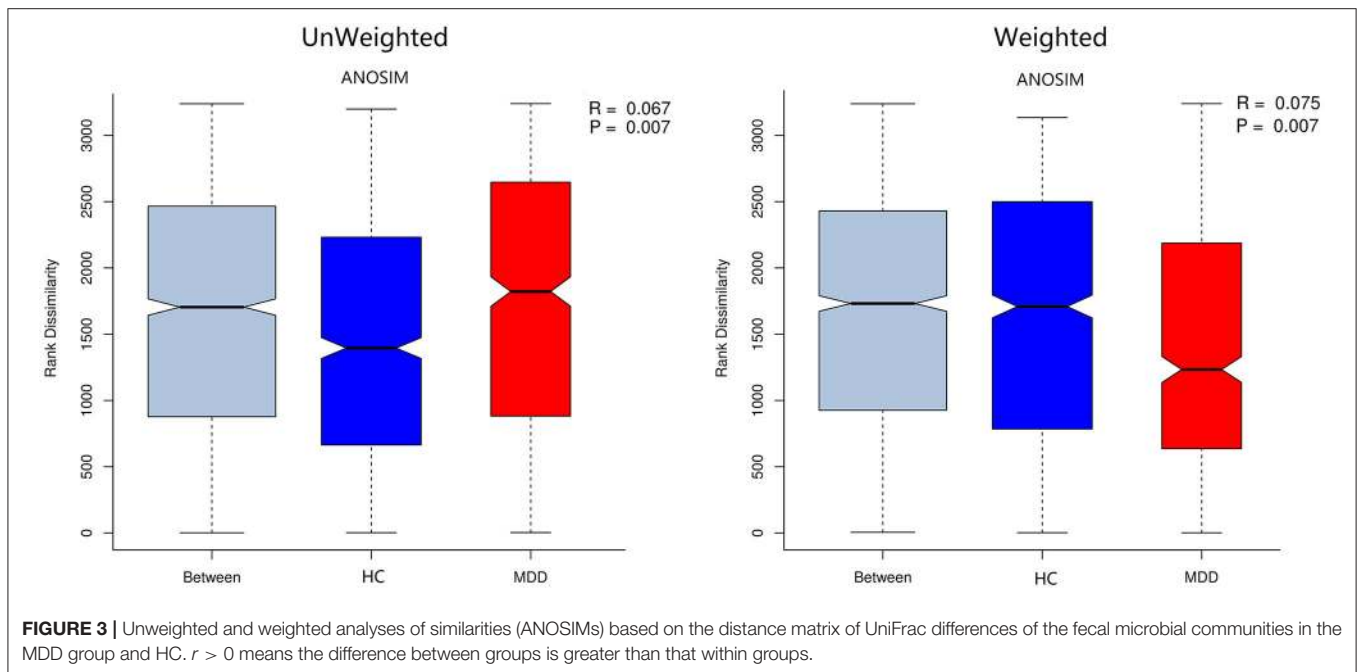 UnWeighted
ANOSIM
R = 0.067
P = 0.007
Rank Dissimilarity
3000
2500
2000
1500
1000
500
0
Between
HC
MDD
Weighted
ANOSIM
R = 0.075
P = 0.007
Rank Dissimilarity
3000
2500
2000
1500
1000
500
0
Between
HC
MDD
FIGURE 3 | Unweighted and weighted analyses of similarities (ANOSIMs) based on the distance matrix of UniFrac differences of the fecal microbial communities in the
MDD group and HC. r > 0 means the difference between groups is greater than that within groups.